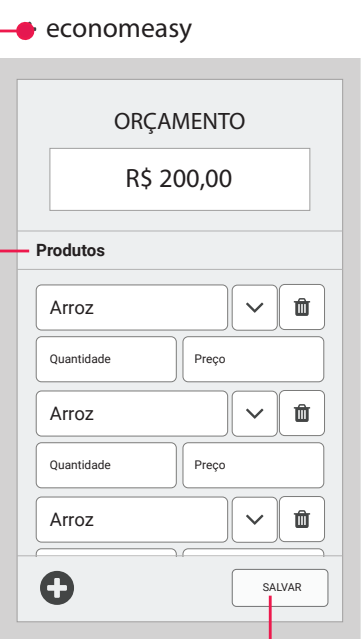 economeasy
ORÇAMENTO
R$ 200,00
Produtos
Arroz
Quantidade Preço
Arroz
Quantidade Preço
Arroz
SALVAR